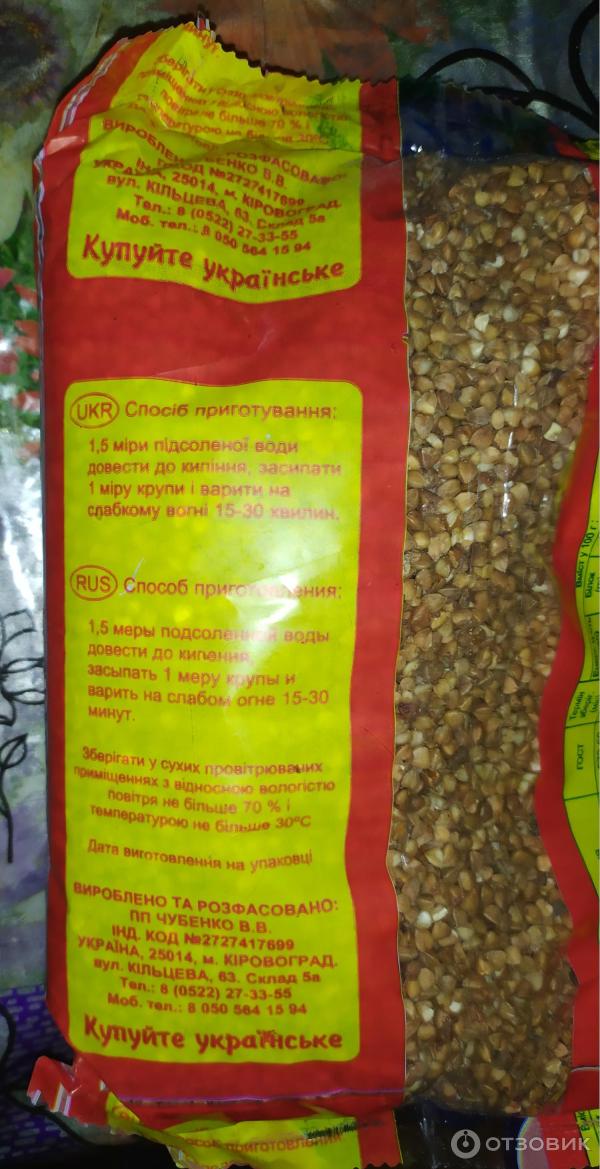 ВИРОБЛЕНО ТА РОЗФАСОВАНО:
ЧУБЕНКО В.В.
КОД №2727417699
УКРАЇНА, 25014, м. КІРОВОГРАД.
вул. КІЛЬЦЕВА, 63. Склад 5а
Тел.: 8 (0522) 27-33-55
Моб. тел.: 8 050 564 15 94
Купуйте українське
UKR Спосіб приготування:
1,5 міри підсоленої води
довести до кипіння, засипати
1 міру крупи і варити на
слабкому вогні 15-30 хвилин.
RUS Способ приготовления:
1,5 меры подсоленной воды
довести до кипения,
засыпать 1 меру крупы и
варить на слабом огне 15-30
минут.
Зберігати у сухих провітрюваних
приміщеннях з відносною вологістю
повітря не більше 70 % і
температурою не більше 30°С
Дата виготовлення на упаковці
ВИРОБЛЕНО ТА РОЗФАСОВАНО:
ПП ЧУБЕНКО В.В.
ІНД. КОД №2727417699
УКРАЇНА, 25014, м. КІРОВОГРАД.
вул. КІЛЬЦЕВА, 63. Склад 5а
Тел.: 8 (0522) 27-33-55
Моб. тел.: 8 050 564 15 94
Купуйте українське
Вміст у 100 г:
Білок
Термін
ГОСТ
ОТЗОВИК